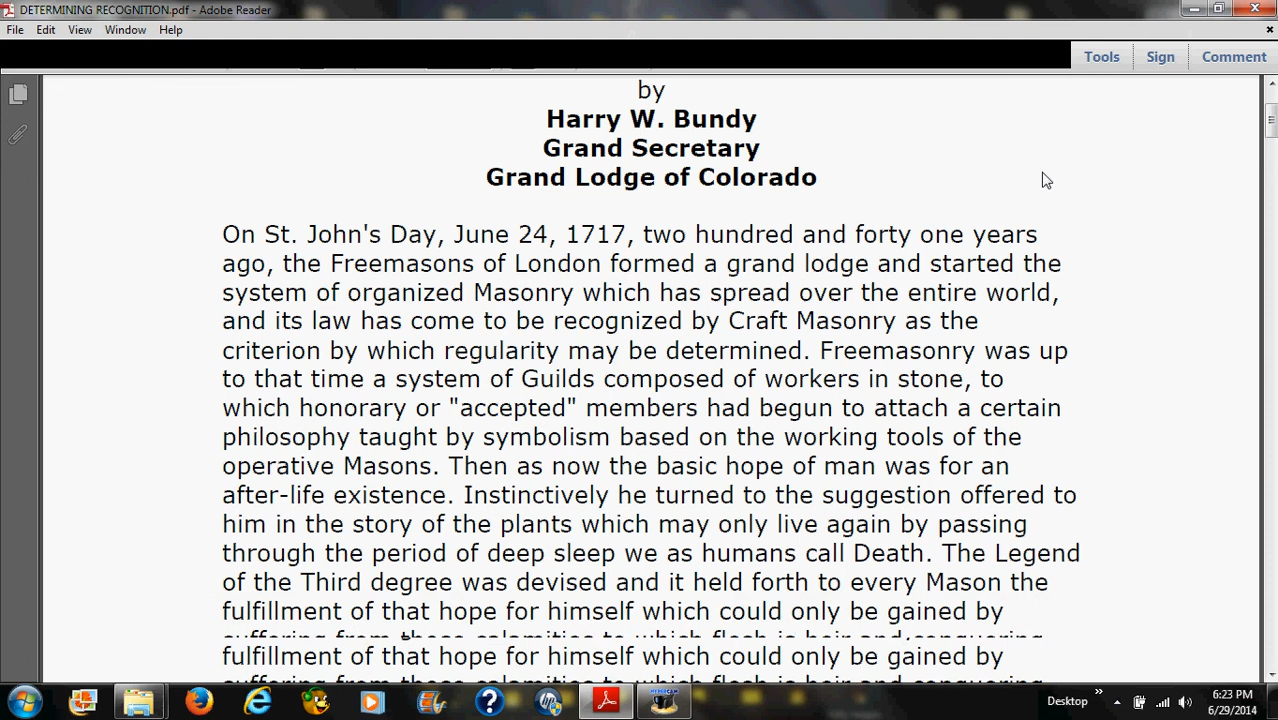 DETERMINING RECOGNITION.pdf - Adobe Reader
File Edit View Window Help
Tools Sign Comment
by
Harry W. Bundy
Grand Secretary
Grand Lodge of Colorado
On St. John's Day, June 24, 1717, two hundred and forty one years
ago, the Freemasons of London formed a grand lodge and started the
system of organized Masonry which has spread over the entire world,
and its law has come to be recognized by Craft Masonry as the
criterion by which regularity may be determined. Freemasonry was up
to that time a system of Guilds composed of workers in stone, to
which honorary or "accepted" members had begun to attach a certain
philosophy taught by symbolism based on the working tools of the
operative Masons. Then as now the basic hope of man was for an
after-life existence. Instinctively he turned to the suggestion offered to
him in the story of the plants which may only live again by passing
through the period of deep sleep we as humans call Death. The Legend
of the Third degree was devised and it held forth to every Mason the
fulfillment of that hope for himself which could only be gained by
suffering from those calamities to which flesh is heir and conquering
fulfillment of that hope for himself which could only be gained by
Desktop
6:23 PM
6/29/2014